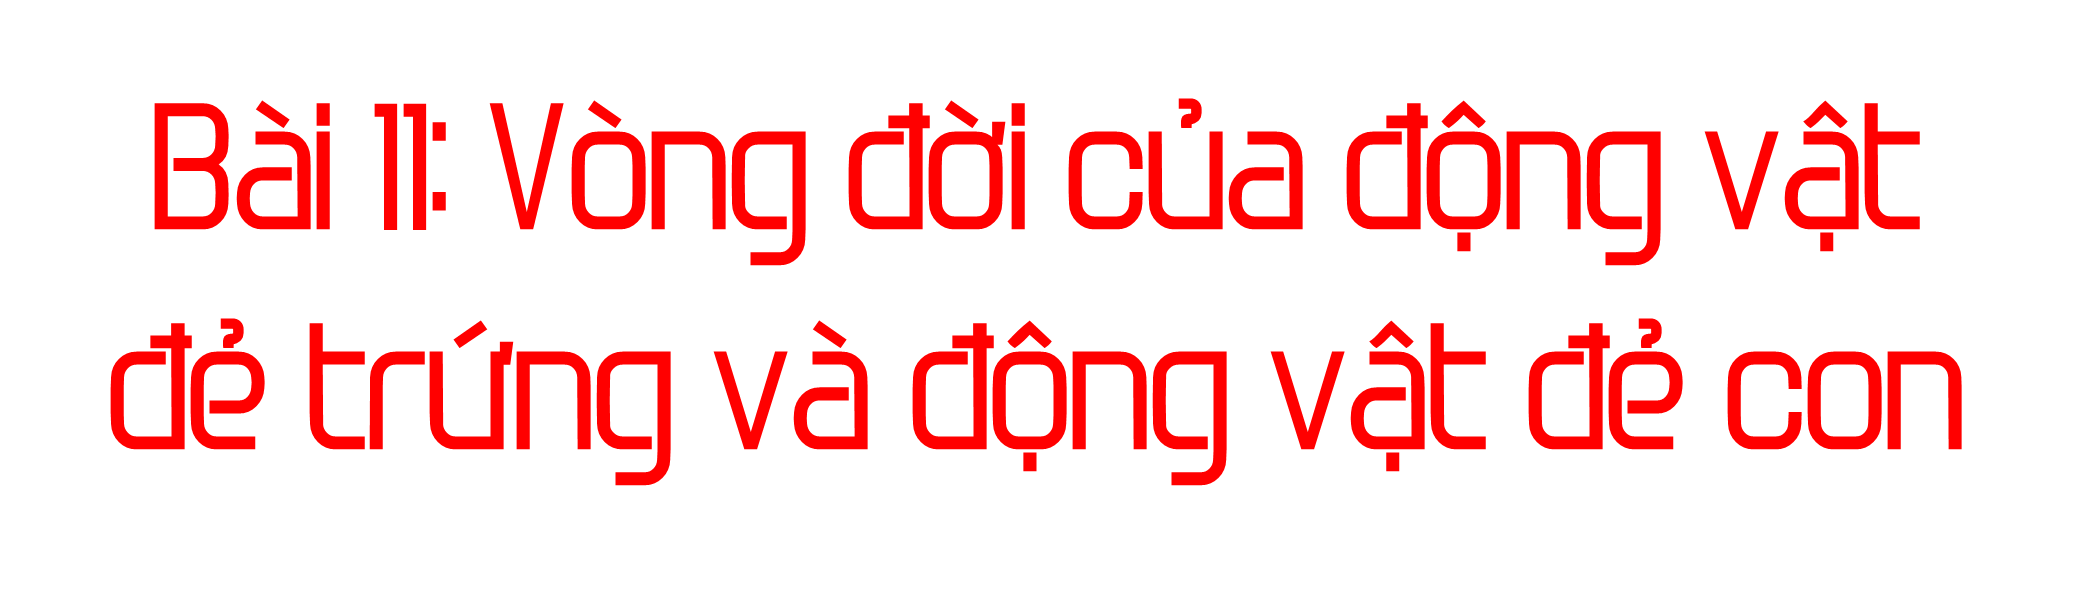 Bài 11: Vòng đời của động vật
đẻ trứng và động vật đẻ con